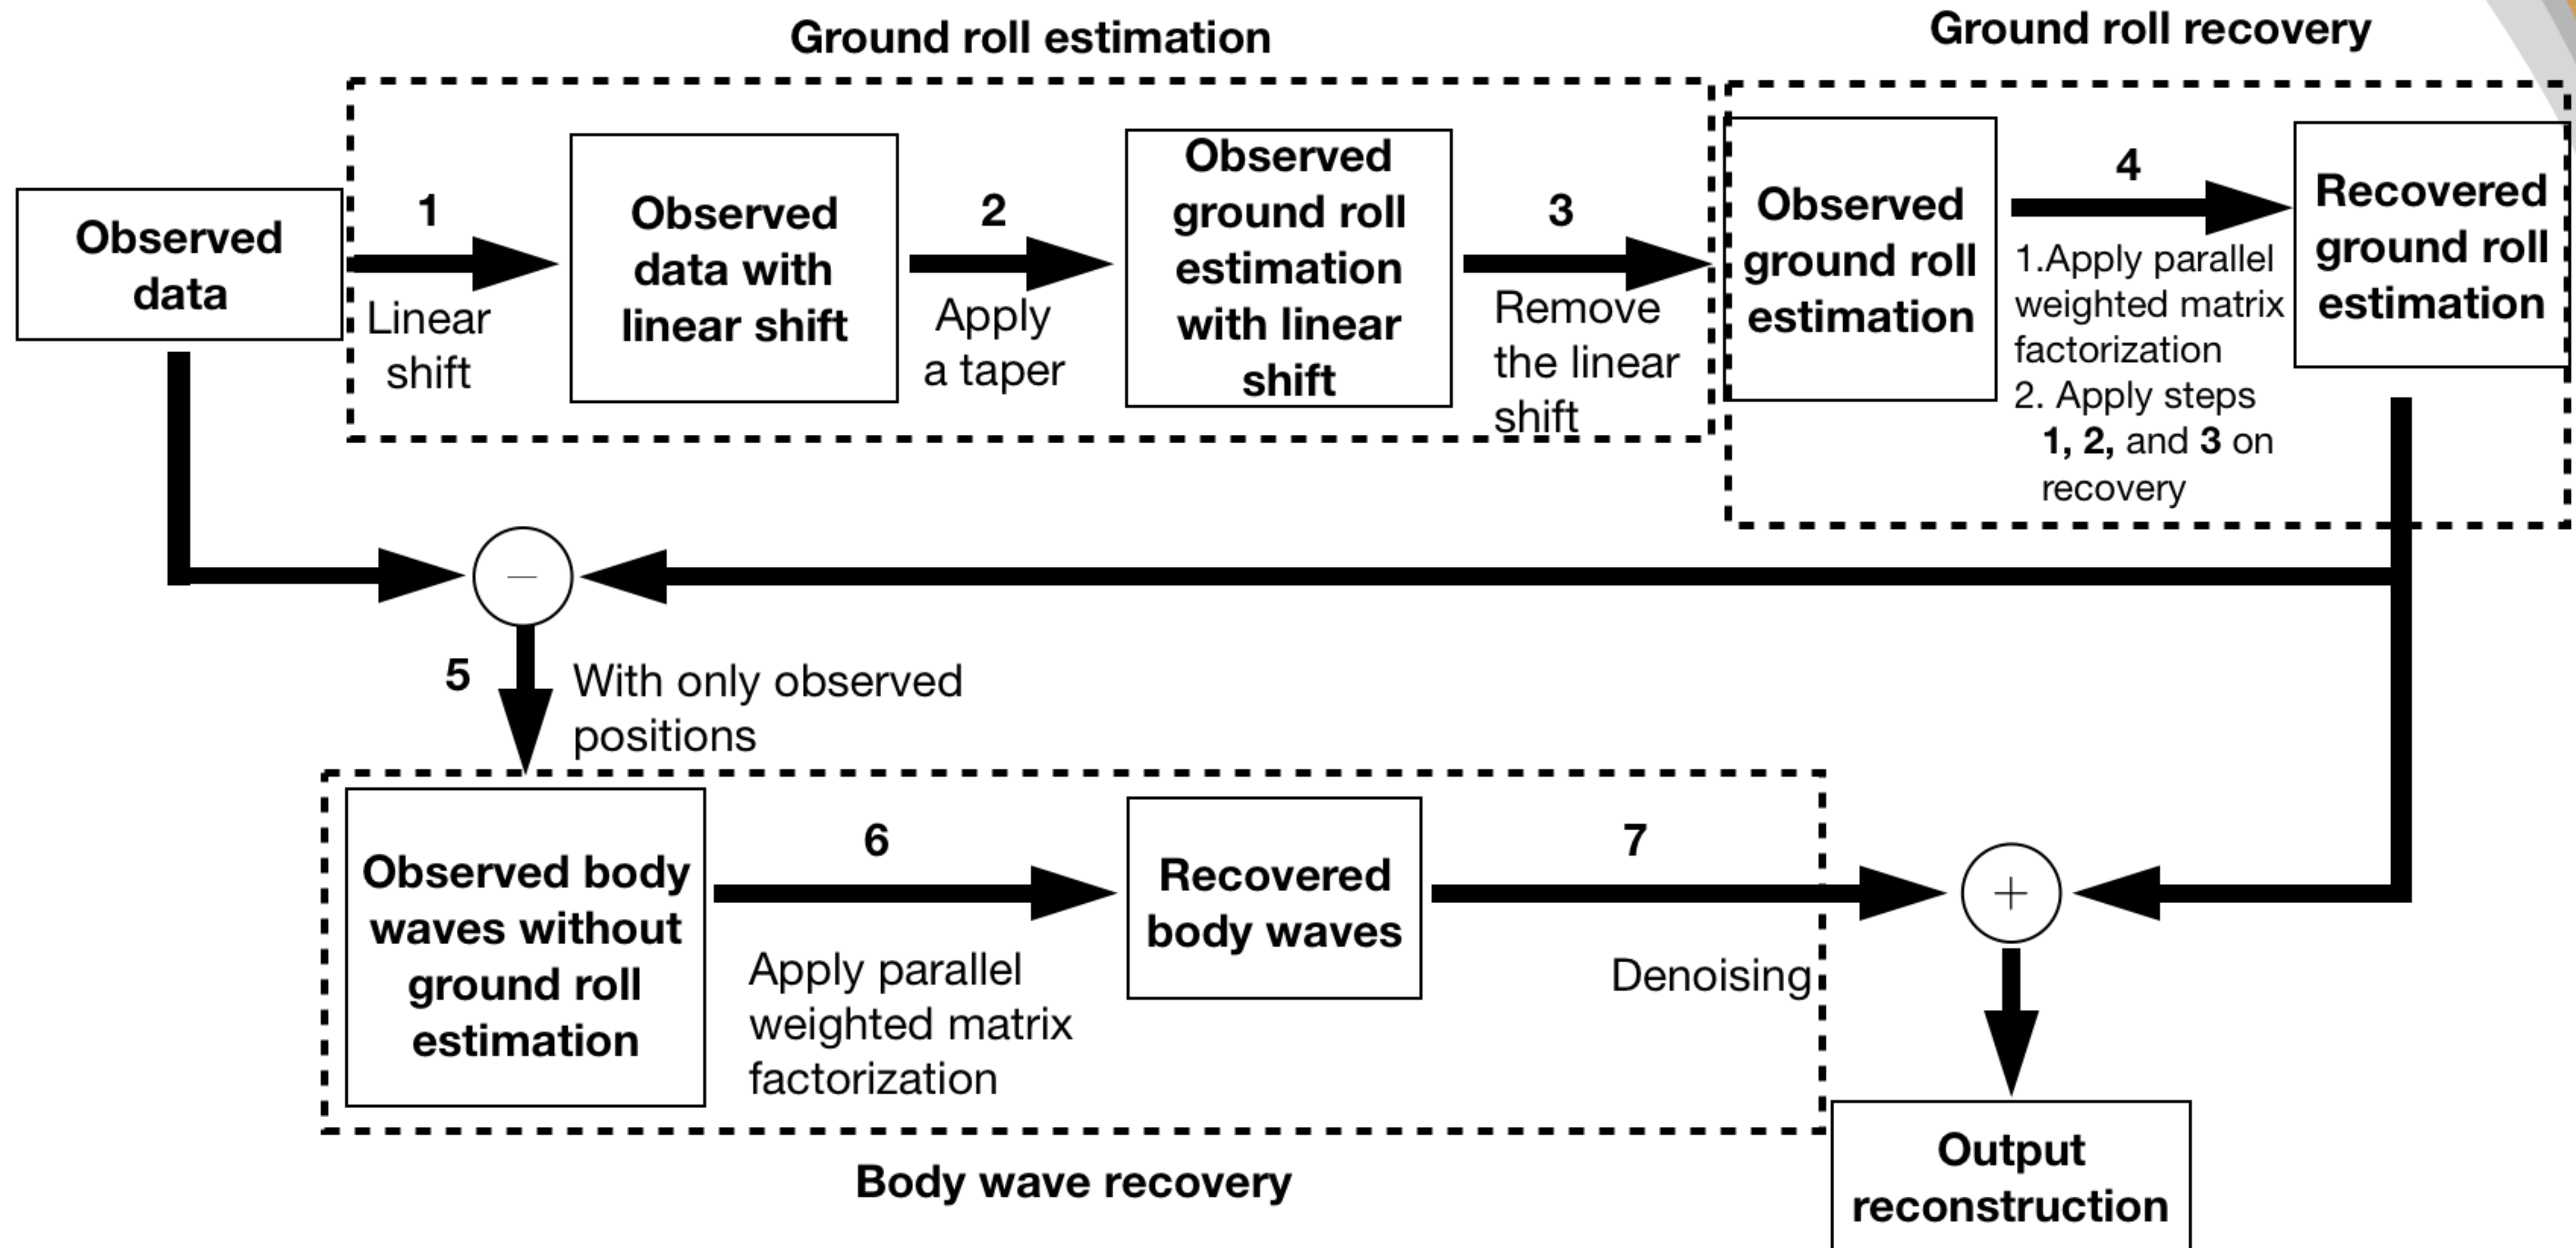 Ground roll estimation
Ground roll recovery
Observed
data
1
Linear
shift
Observed
data with
linear shift
2
Apply
a taper
Observed
ground roll
estimation
with linear
shift
3
Remove
the linear
shift
Observed
ground roll
estimation
4
1.Apply parallel
weighted matrix
factorization
2. Apply steps
1, 2, and 3 on
recovery
Recovered
ground roll
estimation
—
5
With only observed
positions
Observed body
waves without
ground roll
estimation
6
Apply parallel
weighted matrix
factorization
Recovered
body waves
7
Denoising
+
Output
reconstruction
Body wave recovery